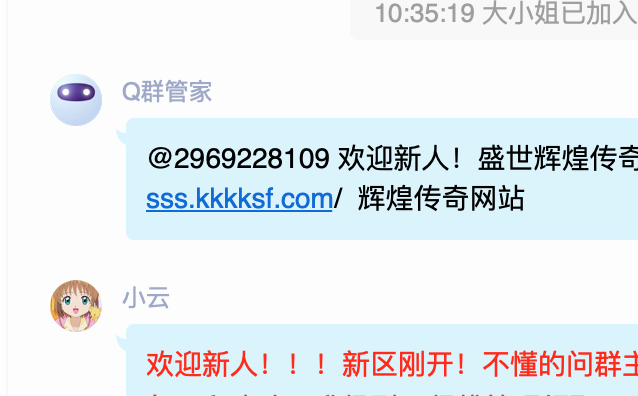 10:35:19 大小姐已加入
Q群管家
@2969228109 欢迎新人！盛世辉煌传奇
sss.kkkksf.com/ 辉煌传奇网站
小云
欢迎新人！！！新区刚开！不懂的问群主